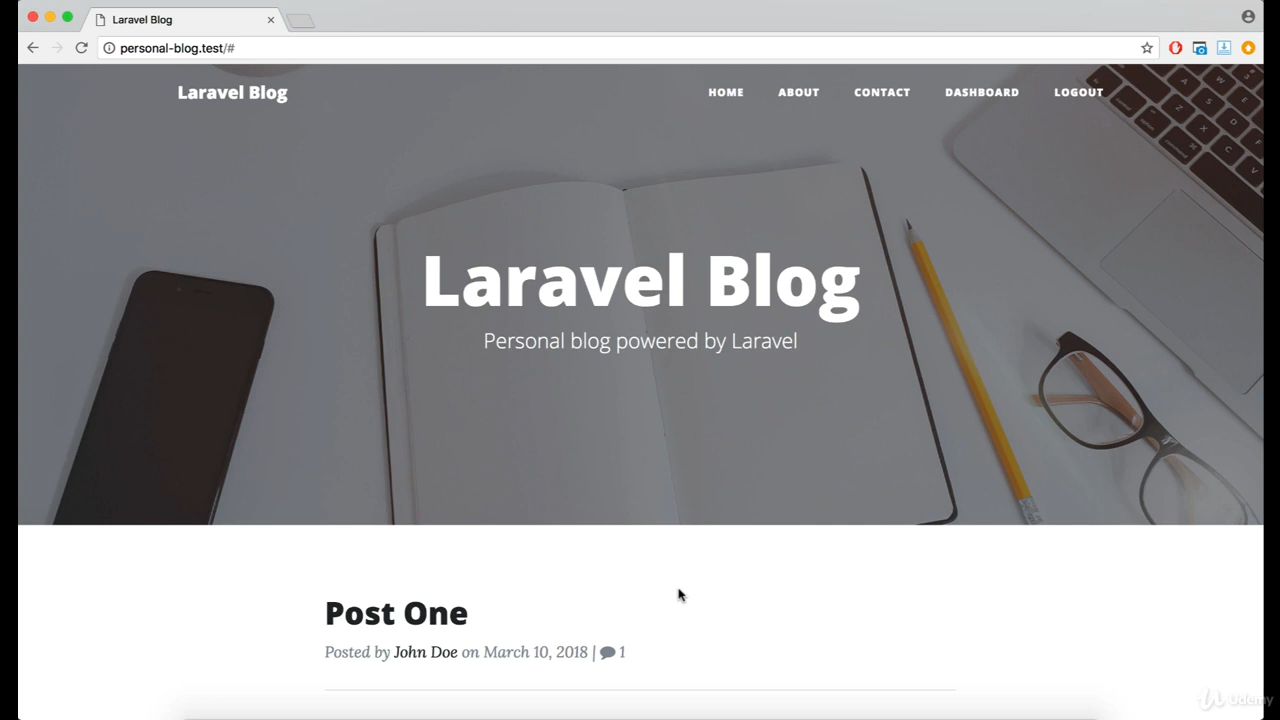 Laravel Blog
personal-blog.test/#
Laravel Blog
HOME ABOUT CONTACT DASHBOARD LOGOUT
Laravel Blog
Personal blog powered by Laravel
Post One
Posted by John Doe on March 10, 2018 | 1
Udemy